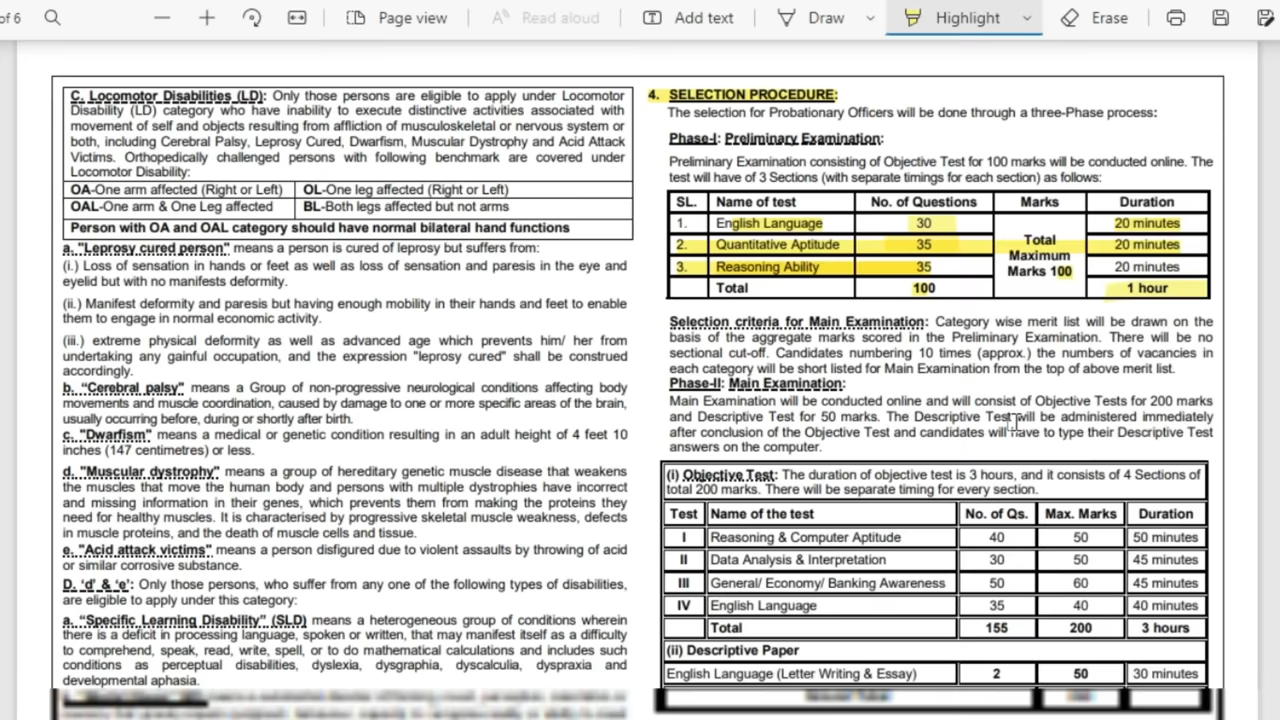 of 6
Page view
Read aloud
Add text
Draw
Highlight
Erase
C. Locomotor Disabilities (LD): Only those persons are eligible to apply under Locomotor
Disability (LD) category who have inability to execute distinctive activities associated with
movement of self and objects resulting from affliction of musculoskeletal or nervous system or
both, including Cerebral Palsy, Leprosy Cured, Dwarfism, Muscular Dystrophy and Acid Attack
Victims. Orthopedically challenged persons with following benchmark are covered under
Locomotor Disability:
OA-One arm affected (Right or Left) OL-One leg affected (Right or Left)
OAL-One arm & One Leg affected BL-Both legs affected but not arms
Person with OA and OAL category should have normal bilateral hand functions
a. "Leprosy cured person" means a person is cured of leprosy but suffers from:
(i.) Loss of sensation in hands or feet as well as loss of sensation and paresis in the eye and
eyelid but with no manifests deformity.
(ii.) Manifest deformity and paresis but having enough mobility in their hands and feet to enable
them to engage in normal economic activity.
(iii.) extreme physical deformity as well as advanced age which prevents him/ her from
undertaking any gainful occupation, and the expression "leprosy cured" shall be construed
accordingly.
b. “Cerebral palsy" means a Group of non-progressive neurological conditions affecting body
movements and muscle coordination, caused by damage to one or more specific areas of the brain,
usually occurring before, during or shortly after birth.
c. "Dwarfism" means a medical or genetic condition resulting in an adult height of 4 feet 10
inches (147 centimetres) or less.
d. "Muscular dystrophy" means a group of hereditary genetic muscle disease that weakens
the muscles that move the human body and persons with multiple dystrophies have incorrect
and missing information in their genes, which prevents them from making the proteins they
need for healthy muscles. It is characterised by progressive skeletal muscle weakness, defects
in muscle proteins, and the death of muscle cells and tissue.
e. "Acid attack victims" means a person disfigured due to violent assaults by throwing of acid
or similar corrosive substance.
D. ‘d’ & ‘e’: Only those persons, who suffer from any one of the following types of disabilities,
are eligible to apply under this category:
a. “Specific Learning Disability” (SLD) means a heterogeneous group of conditions wherein
there is a deficit in processing language, spoken or written, that may manifest itself as a difficulty
to comprehend, speak, read, write, spell, or to do mathematical calculations and includes such
conditions as perceptual disabilities, dyslexia, dysgraphia, dyscalculia, dyspraxia and
developmental aphasia.
4. SELECTION PROCEDURE:
The selection for Probationary Officers will be done through a three-Phase process:
Phase-I: Preliminary Examination:
Preliminary Examination consisting of Objective Test for 100 marks will be conducted online. The
test will have of 3 Sections (with separate timings for each section) as follows:
SL. Name of test No. of Questions Marks Duration
1. English Language 30 Total Maximum Marks 100 20 minutes
2. Quantitative Aptitude 35 20 minutes
3. Reasoning Ability 35 20 minutes
Total 100 1 hour
Selection criteria for Main Examination: Category wise merit list will be drawn on the
basis of the aggregate marks scored in the Preliminary Examination. There will be no
sectional cut-off. Candidates numbering 10 times (approx.) the numbers of vacancies in
each category will be short listed for Main Examination from the top of above merit list.
Phase-II: Main Examination:
Main Examination will be conducted online and will consist of Objective Tests for 200 marks
and Descriptive Test for 50 marks. The Descriptive Test will be administered immediately
after conclusion of the Objective Test and candidates will have to type their Descriptive Test
answers on the computer.
(i) Objective Test: The duration of objective test is 3 hours, and it consists of 4 Sections of
total 200 marks. There will be separate timing for every section.
Test Name of the test No. of Qs. Max. Marks Duration
I Reasoning & Computer Aptitude 40 50 50 minutes
II Data Analysis & Interpretation 30 50 45 minutes
III General/ Economy/ Banking Awareness 50 60 45 minutes
IV English Language 35 40 40 minutes
Total 155 200 3 hours
(ii) Descriptive Paper
English Language (Letter Writing & Essay) 2 50 30 minutes